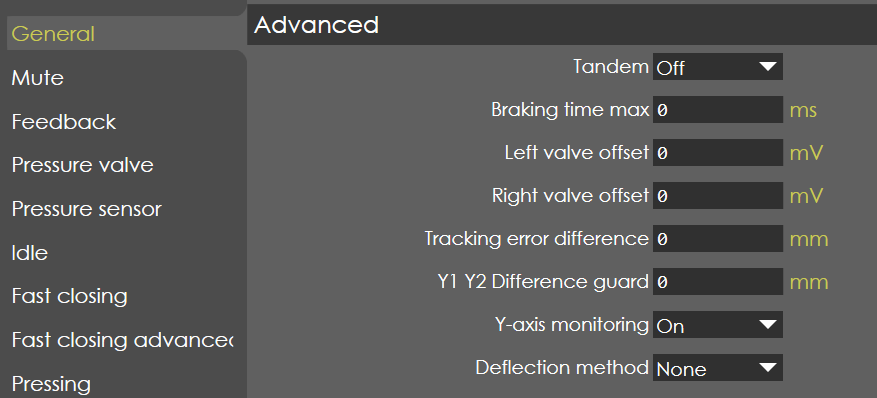 General
Mute
Feedback
Pressure valve
Pressure sensor
Idle
Fast closing
Fast closing advanced
Pressing
Advanced
Tandem Off
Braking time max 0 ms
Left valve offset 0 mV
Right valve offset 0 mV
Tracking error difference 0 mm
Y1 Y2 Difference guard 0 mm
Y-axis monitoring On
Deflection method None